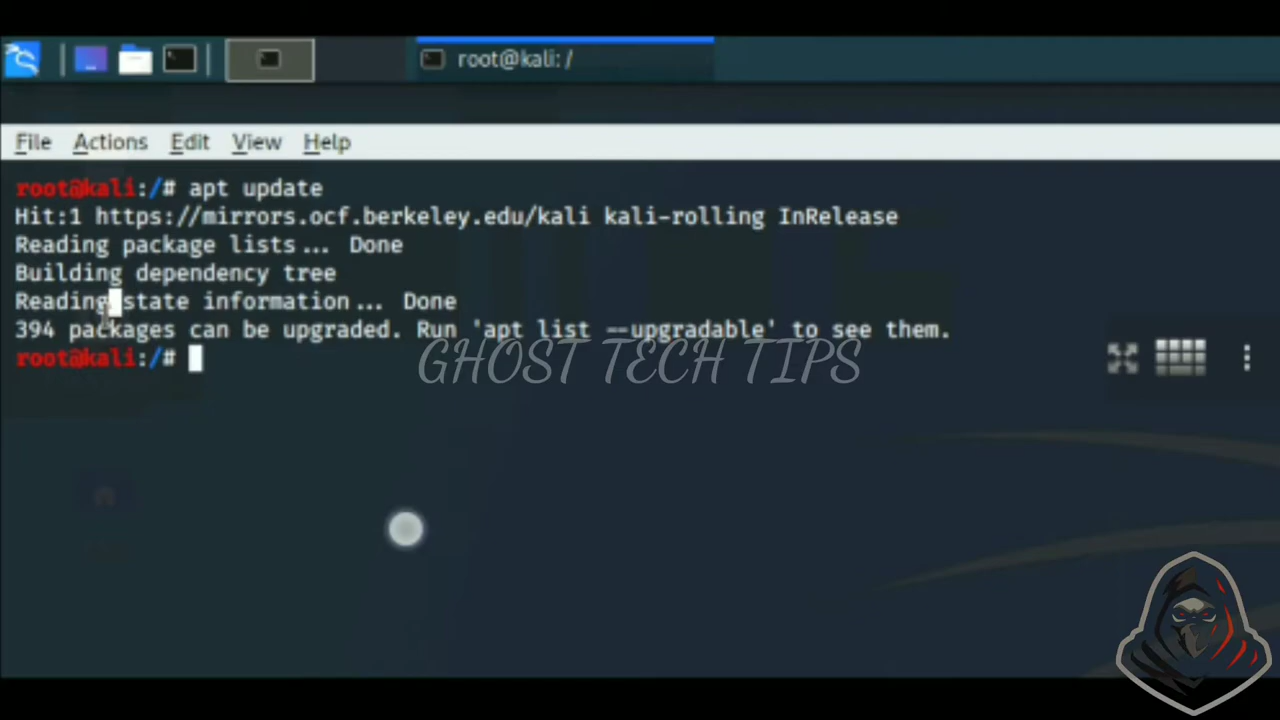 root@kali: /
File Actions Edit View Help
root@kali:/# apt update
Hit:1 https://mirrors.ocf.berkeley.edu/kali kali-rolling InRelease
Reading package lists... Done
Building dependency tree
Reading state information... Done
394 packages can be upgraded. Run 'apt list --upgradable' to see them.
root@kali:/#
GHOST TECH TIPS